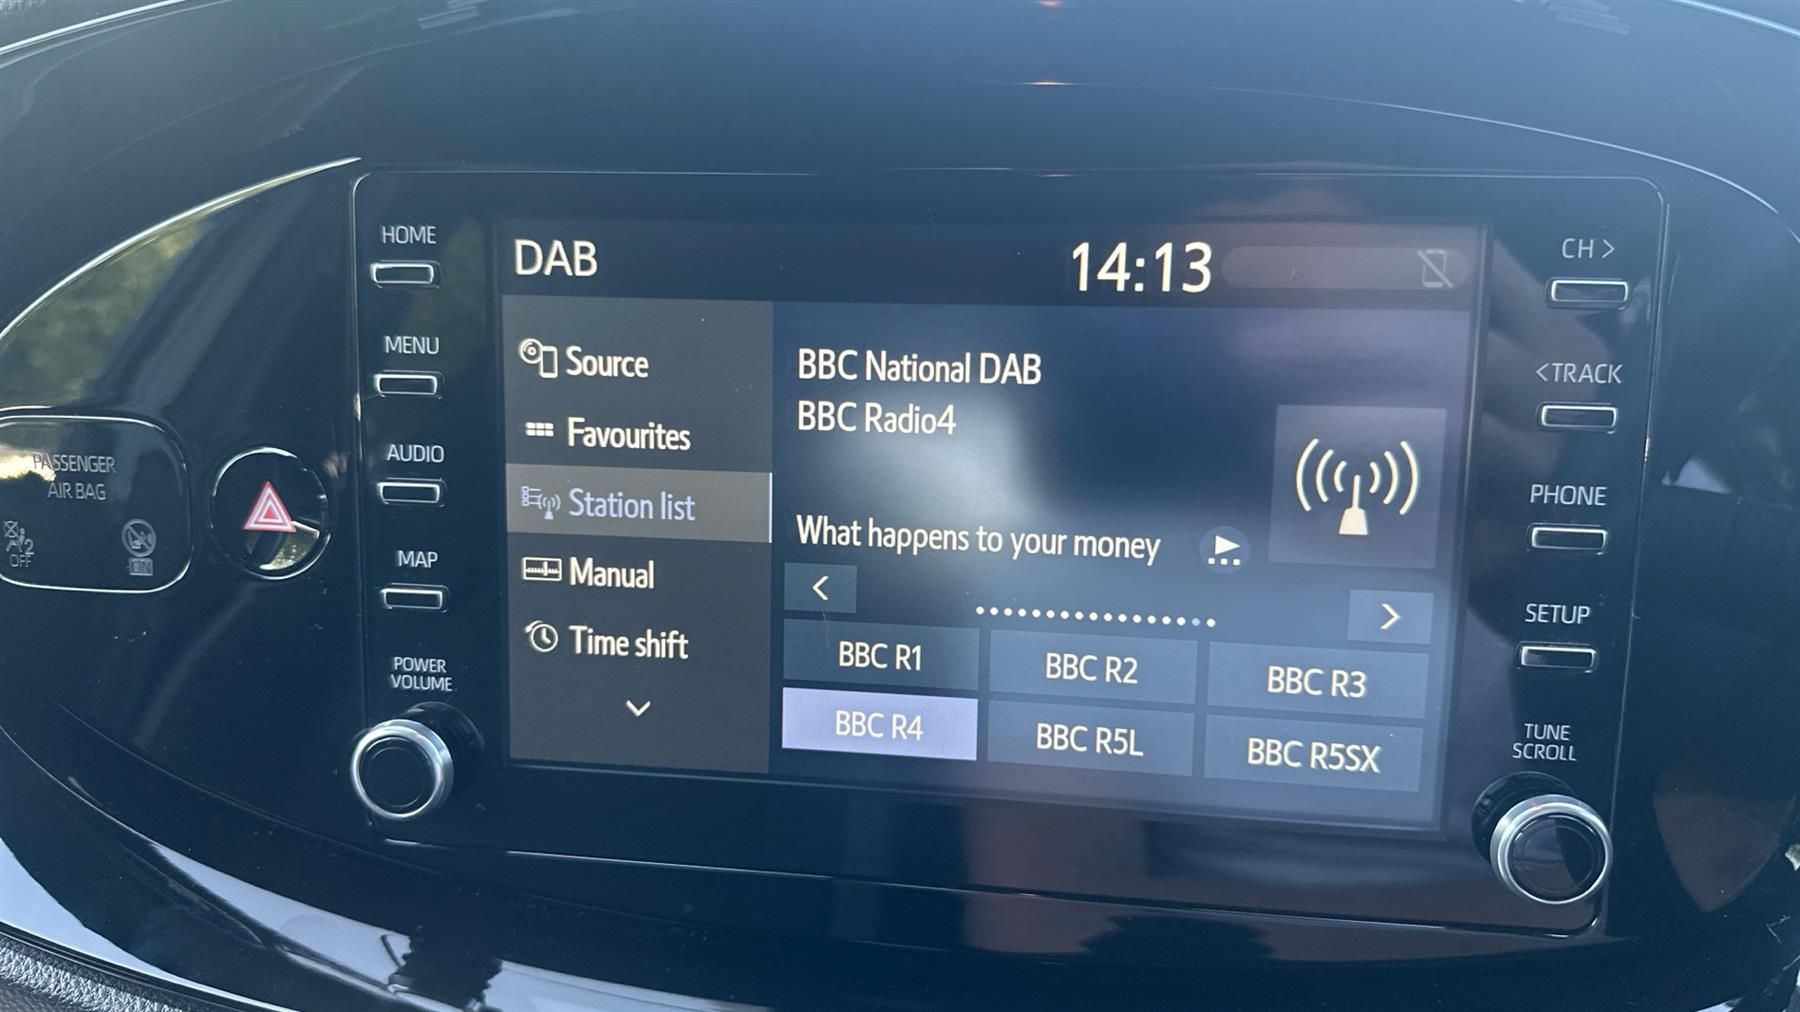 HOME
MENU
AUDIO
MAP
POWER
VOLUME
PASSENGER
AIR BAG
2
OFF
DAB
14:13
Source
Favourites
Station list
Manual
Time shift
BBC National DAB
BBC Radio4
What happens to your money
<
>
BBC R1
BBC R2
BBC R3
BBC R4
BBC R5L
BBC R5SX
CH >
<TRACK
PHONE
SETUP
TUNE
SCROLL